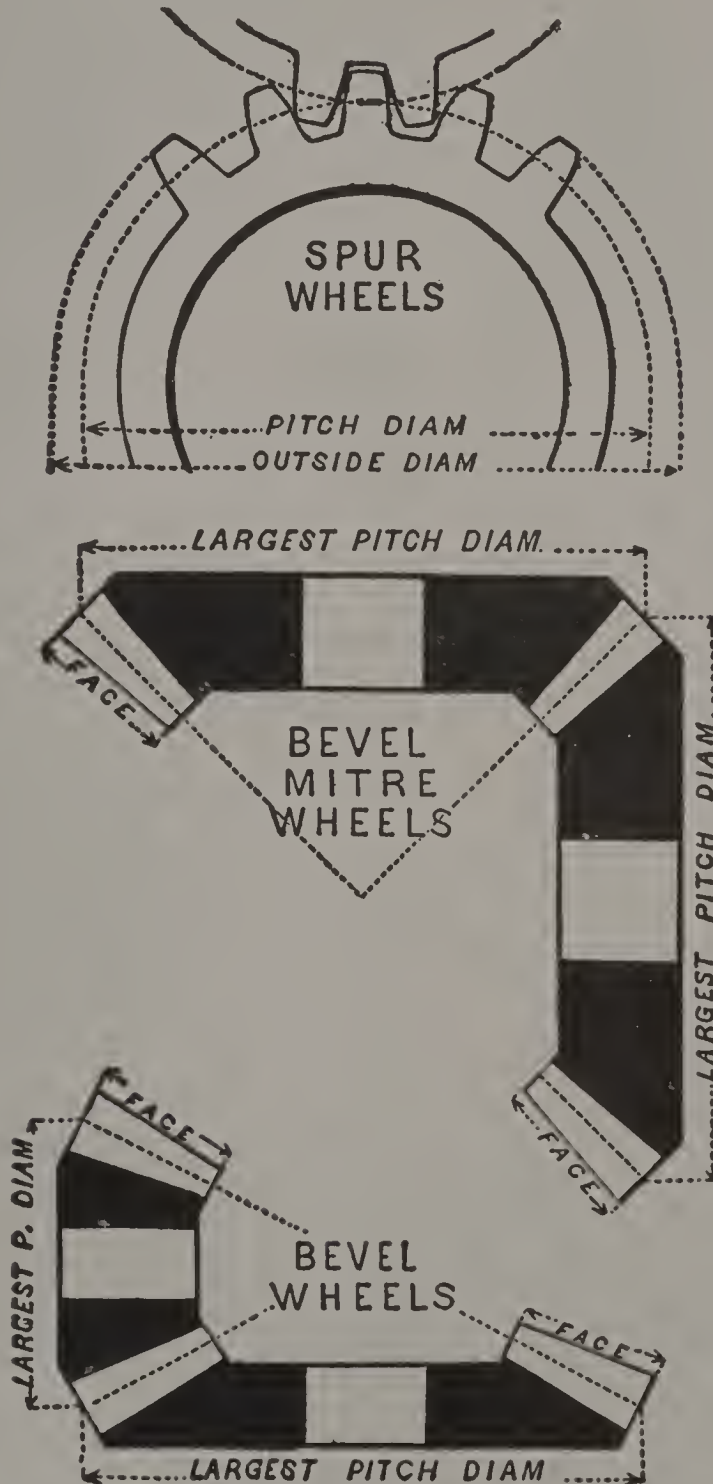 SPUR
WHEELS
PITCH DIAM
OUTSIDE DIAM
LARGEST PITCH DIAM.
FACE
BEVEL
MITRE
WHEELS
LARGEST PITCH DIAM.
FACE
FACE
LARGEST P. DIAM
BEVEL
WHEELS
FACE
LARGEST PITCH DIAM